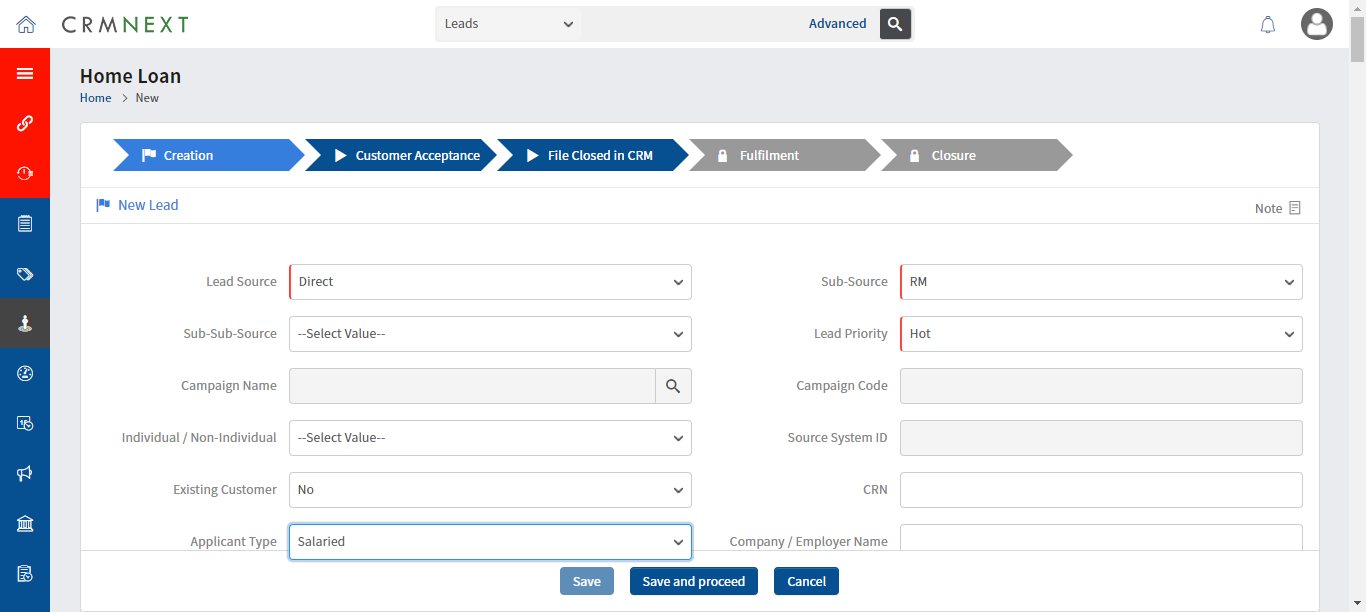 CRMNEXT
Leads
Advanced
Home Loan
Home > New
Creation
Customer Acceptance
File Closed in CRM
Fulfilment
Closure
New Lead
Note
Lead Source
Direct
Sub-Source
RM
Sub-Sub-Source
--Select Value--
Lead Priority
Hot
Campaign Name
Campaign Code
Individual / Non-Individual
--Select Value--
Source System ID
Existing Customer
No
CRN
Applicant Type
Salaried
Company / Employer Name
Save
Save and proceed
Cancel